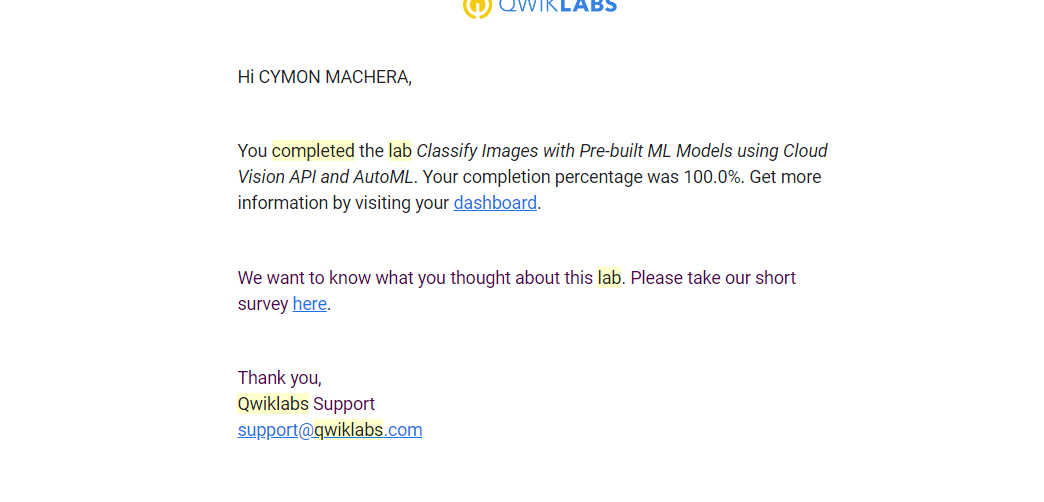 QWIKLABS
Hi CYMON MACHERA,
You completed the lab Classify Images with Pre-built ML Models using Cloud
Vision API and AutoML. Your completion percentage was 100.0%. Get more
information by visiting your dashboard.
We want to know what you thought about this lab. Please take our short
survey here.
Thank you,
Qwiklabs Support
support@qwiklabs.com